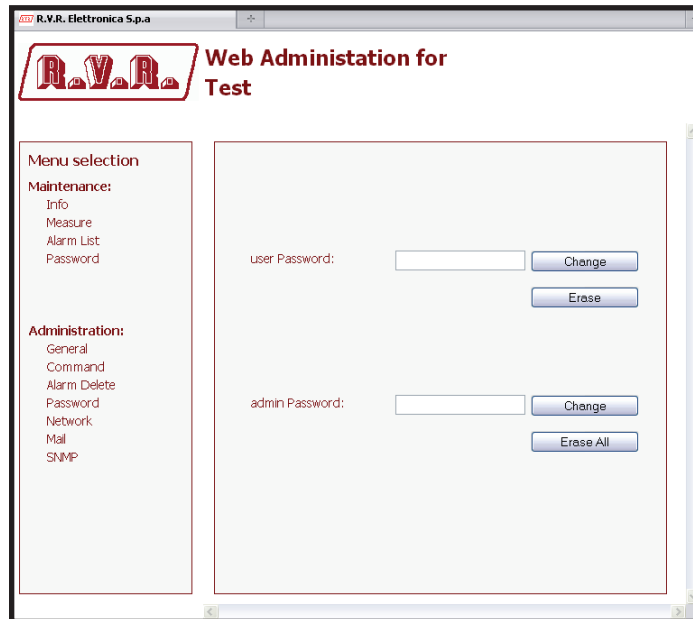 R.V.R. Elettronica S.p.a
R.V.R.
Web Administation for
Test
Menu selection
Maintenance:
Info
Measure
Alarm List
Password
Administration:
General
Command
Alarm Delete
Password
Network
Mail
SNMP
user Password:
Change
Erase
admin Password:
Change
Erase All